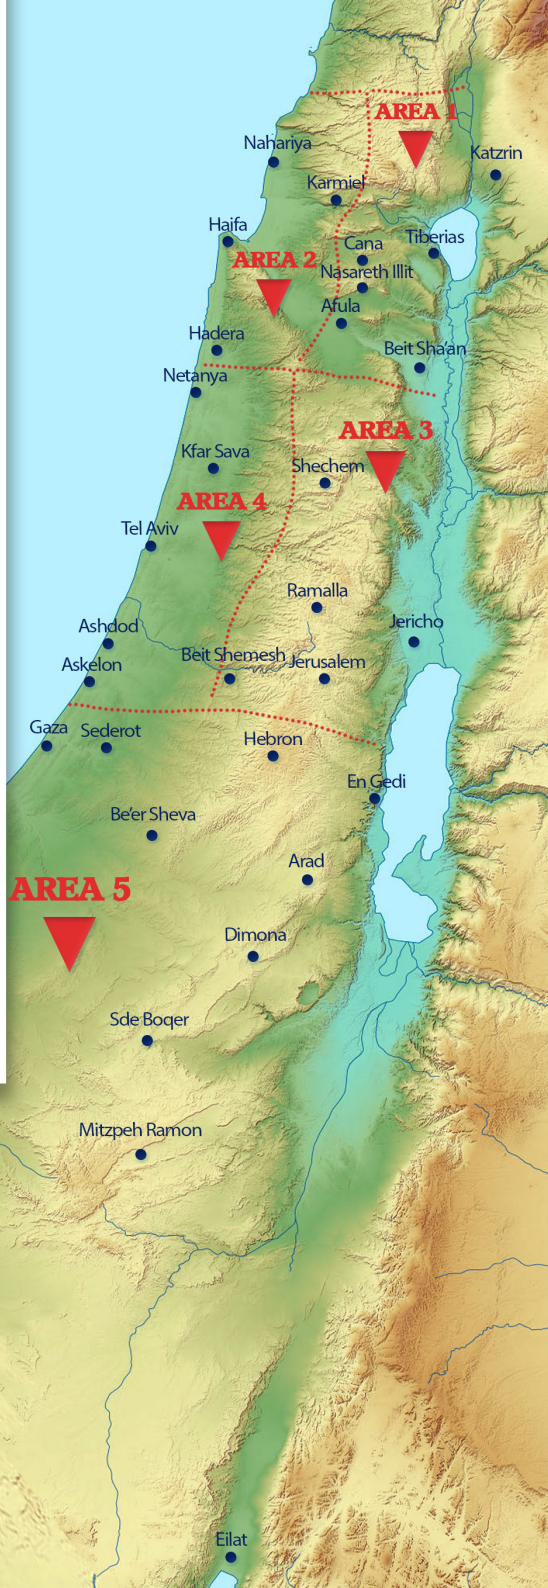 AREA 1
Nahariya
Katzrin
Karmiel
Haifa
Tiberias
Cana
AREA 2
Nasareth Illit
Afula
Hadera
Beit Sha'an
Netanya
AREA 3
Kfar Sava
Shechem
AREA 4
Tel Aviv
Ramalla
Jericho
Ashdod
Beit Shemesh
Jerusalem
Askelon
Gaza
Sederot
Hebron
En Gedi
Be'er Sheva
Arad
AREA 5
Dimona
Sde Boqer
Mitzpeh Ramon
Eilat